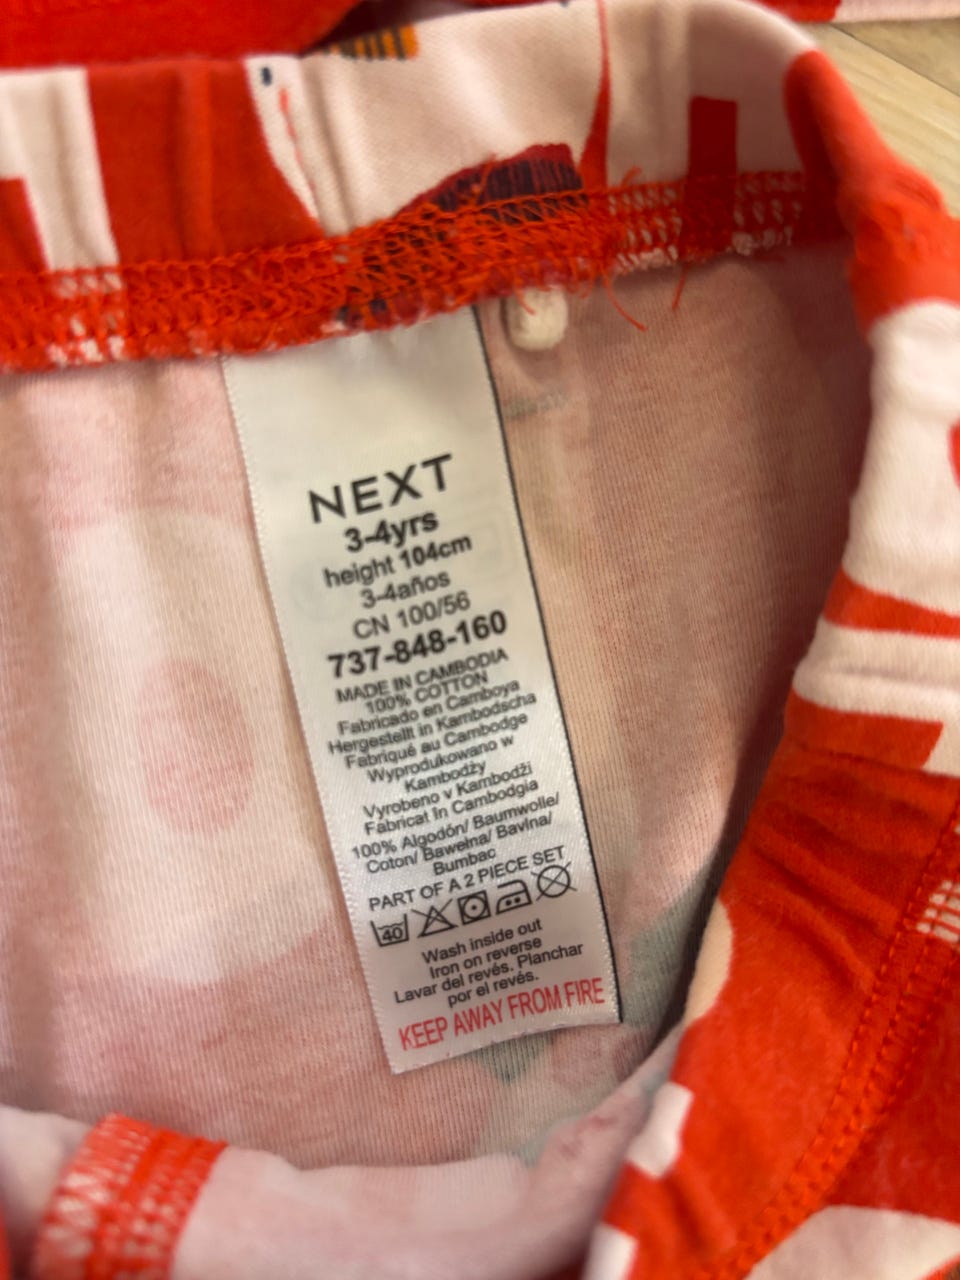 NEXT
3-4yrs
height 104cm
3-4años
CN 100/56
737-848-160
MADE IN CAMBODIA
100% COTTON
Fabricado en Camboya
Hergestellt in Kambodscha
Fabriqué au Cambodge
Wyprodukowano w
Kambodży
Vyrobeno v Kambodži
Fabricat în Cambodgia
100% Algodón/ Baumwolle/
Coton/ Bawełna/ Bavlna/
Bumbac
PART OF A 2 PIECE SET
40
Wash inside out
Iron on reverse
Lavar del revés. Planchar
por el revés.
KEEP AWAY FROM FIRE